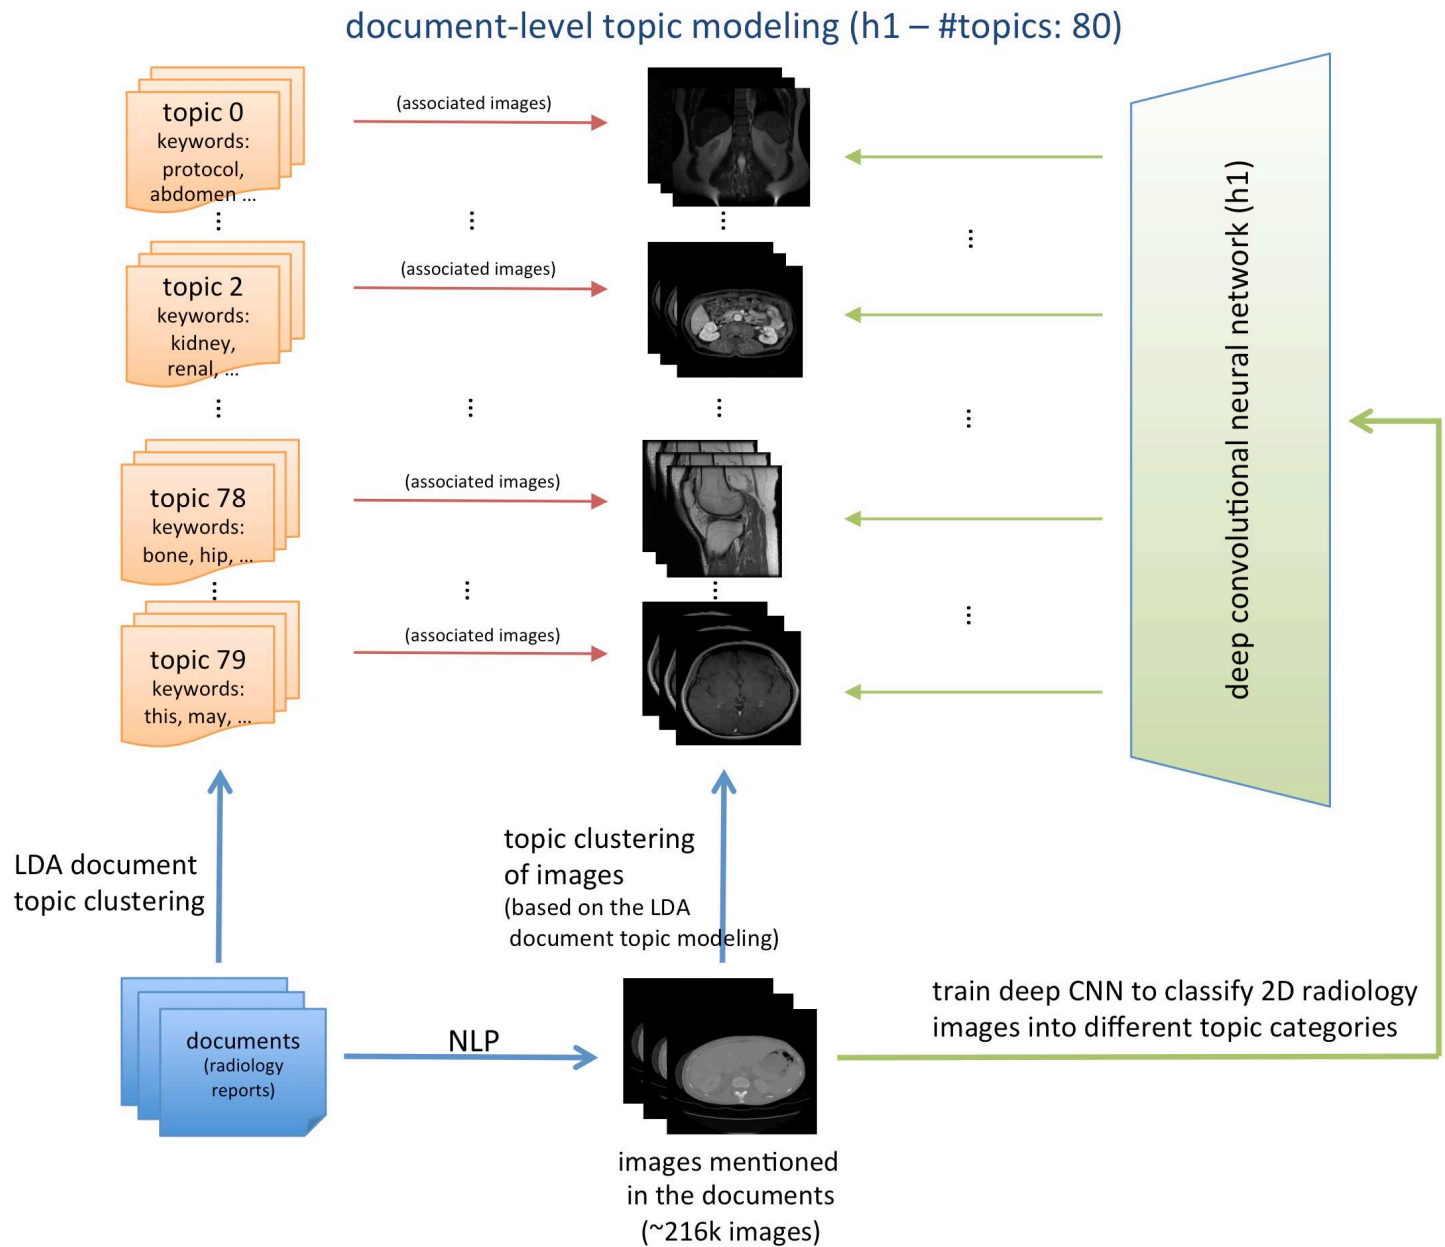 document-level topic modeling (h1 – #topics: 80)
topic 0
keywords:
protocol,
abdomen ...
(associated images)
topic 2
keywords:
kidney,
renal, ...
(associated images)
topic 78
keywords:
bone, hip, ...
(associated images)
topic 79
keywords:
this, may, ...
(associated images)
deep convolutional neural network (h1)
LDA document
topic clustering
topic clustering
of images
(based on the LDA
document topic modeling)
documents
(radiology
reports)
NLP
train deep CNN to classify 2D radiology
images into different topic categories
images mentioned
in the documents
(~216k images)